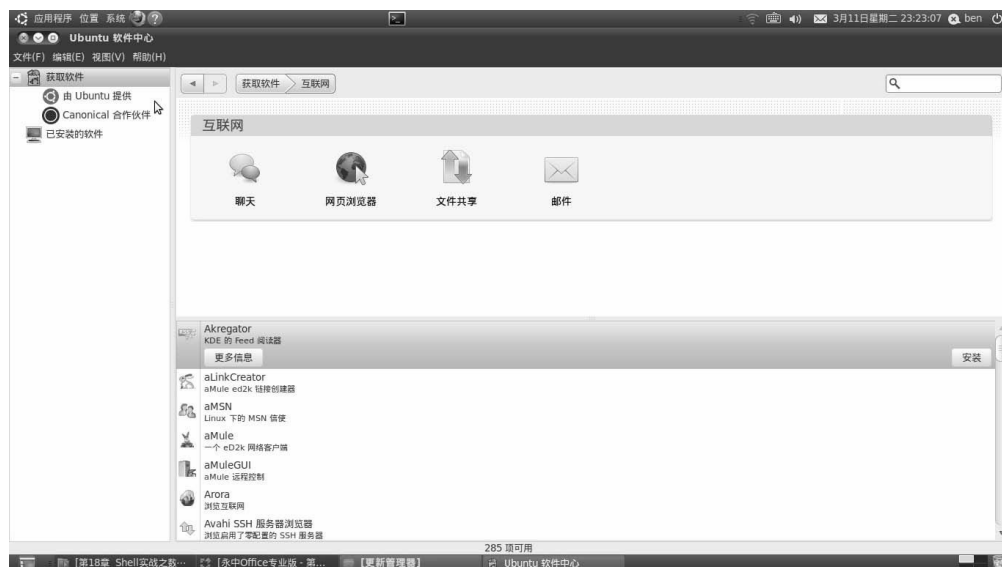 应用程序 位置 系统
3月11日星期二 23:23:07 ben
Ubuntu 软件中心
文件(F) 编辑(E) 视图(V) 帮助(H)
获取软件
由 Ubuntu 提供
Canonical 合作伙伴
已安装的软件
获取软件 互联网
互联网
聊天 网页浏览器 文件共享 邮件
Akregator
KDE 的 Feed 阅读器
更多信息 安装
aLinkCreator
aMule ed2k 链接创建器
aMSN
Linux 下的 MSN 信使
aMule
一个 eD2k 网络客户端
aMuleGUI
aMule 远程控制
Arora
浏览互联网
Avahi SSH 服务器浏览器
浏览启用了零配置的 SSH 服务器
285 项可用
[第18章 Shell实战之数… [永中Office专业版 - 第… [更新管理器] Ubuntu 软件中心